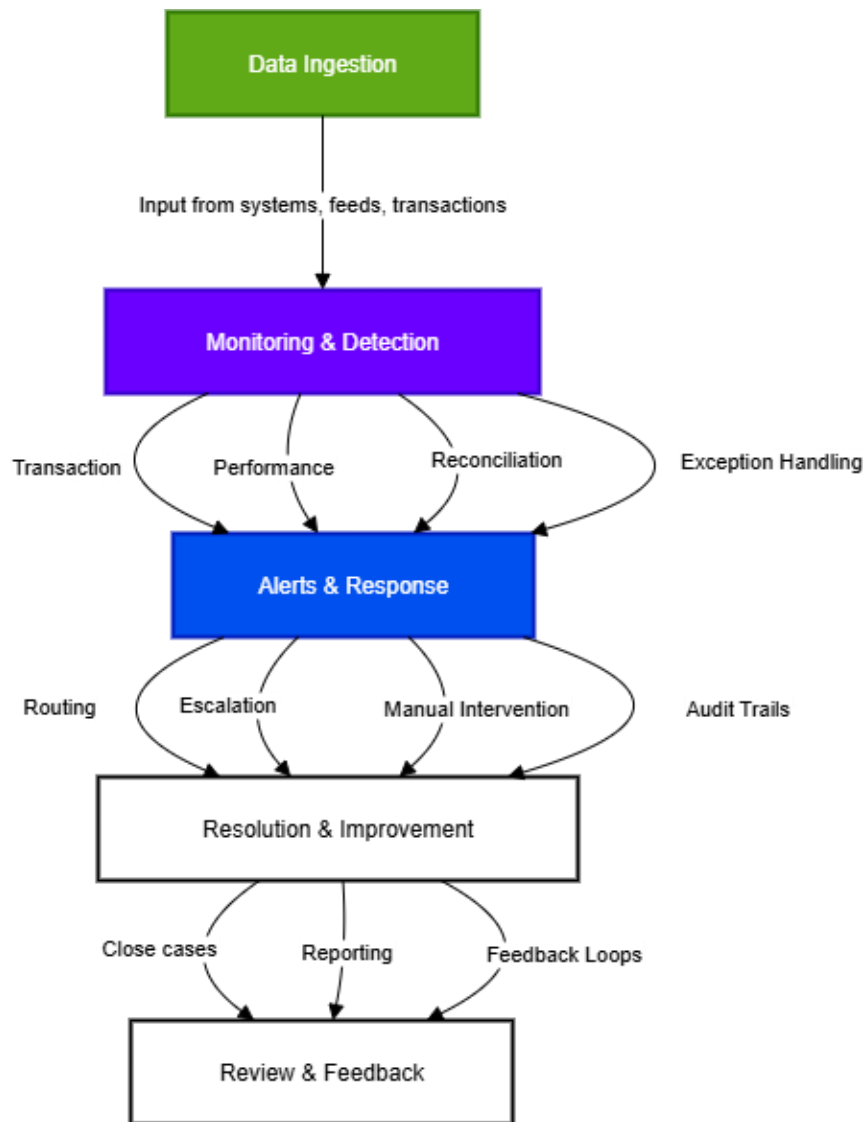 Data Ingestion
Input from systems, feeds, transactions
Monitoring & Detection
Transaction
Performance
Reconciliation
Exception Handling
Alerts & Response
Routing
Escalation
Manual Intervention
Audit Trails
Resolution & Improvement
Close cases
Reporting
Feedback Loops
Review & Feedback